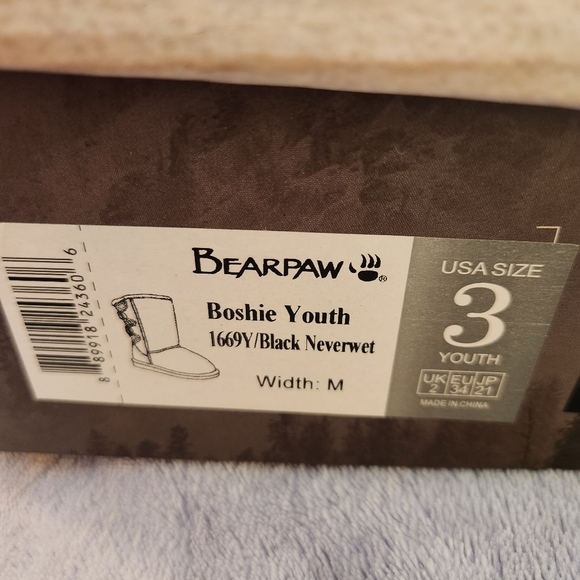 BEARPAW ®
Boshie Youth
1669Y/Black Neverwet
Width: M
USA SIZE
3
YOUTH
UK EU JP
2 34 21
MADE IN CHINA
8 89918 24360 6